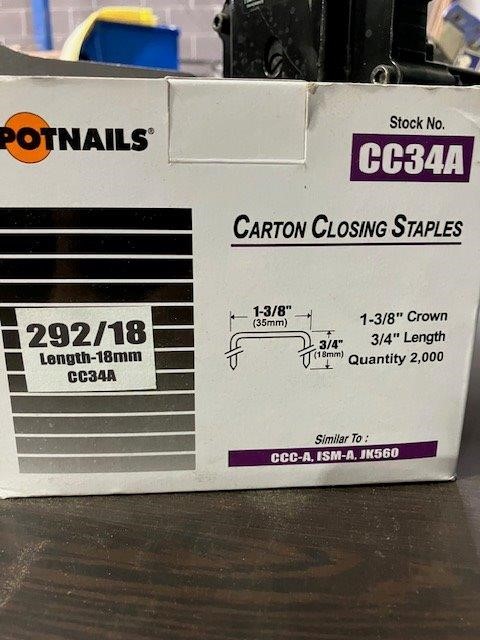 POTNAILS®
Stock No.
CC34A
CARTON CLOSING STAPLES
292/18
Length-18mm
CC34A
1-3/8"
(35mm)
3/4"
(18mm)
1-3/8" Crown
3/4" Length
Quantity 2,000
Similar To :
CCC-A, ISM-A, JK560